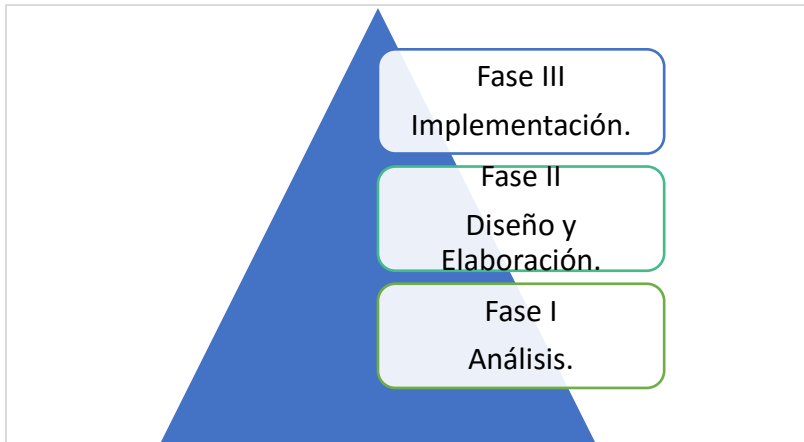 Fase III
Implementación.
Fase II
Diseño y
Elaboración.
Fase I
Análisis.